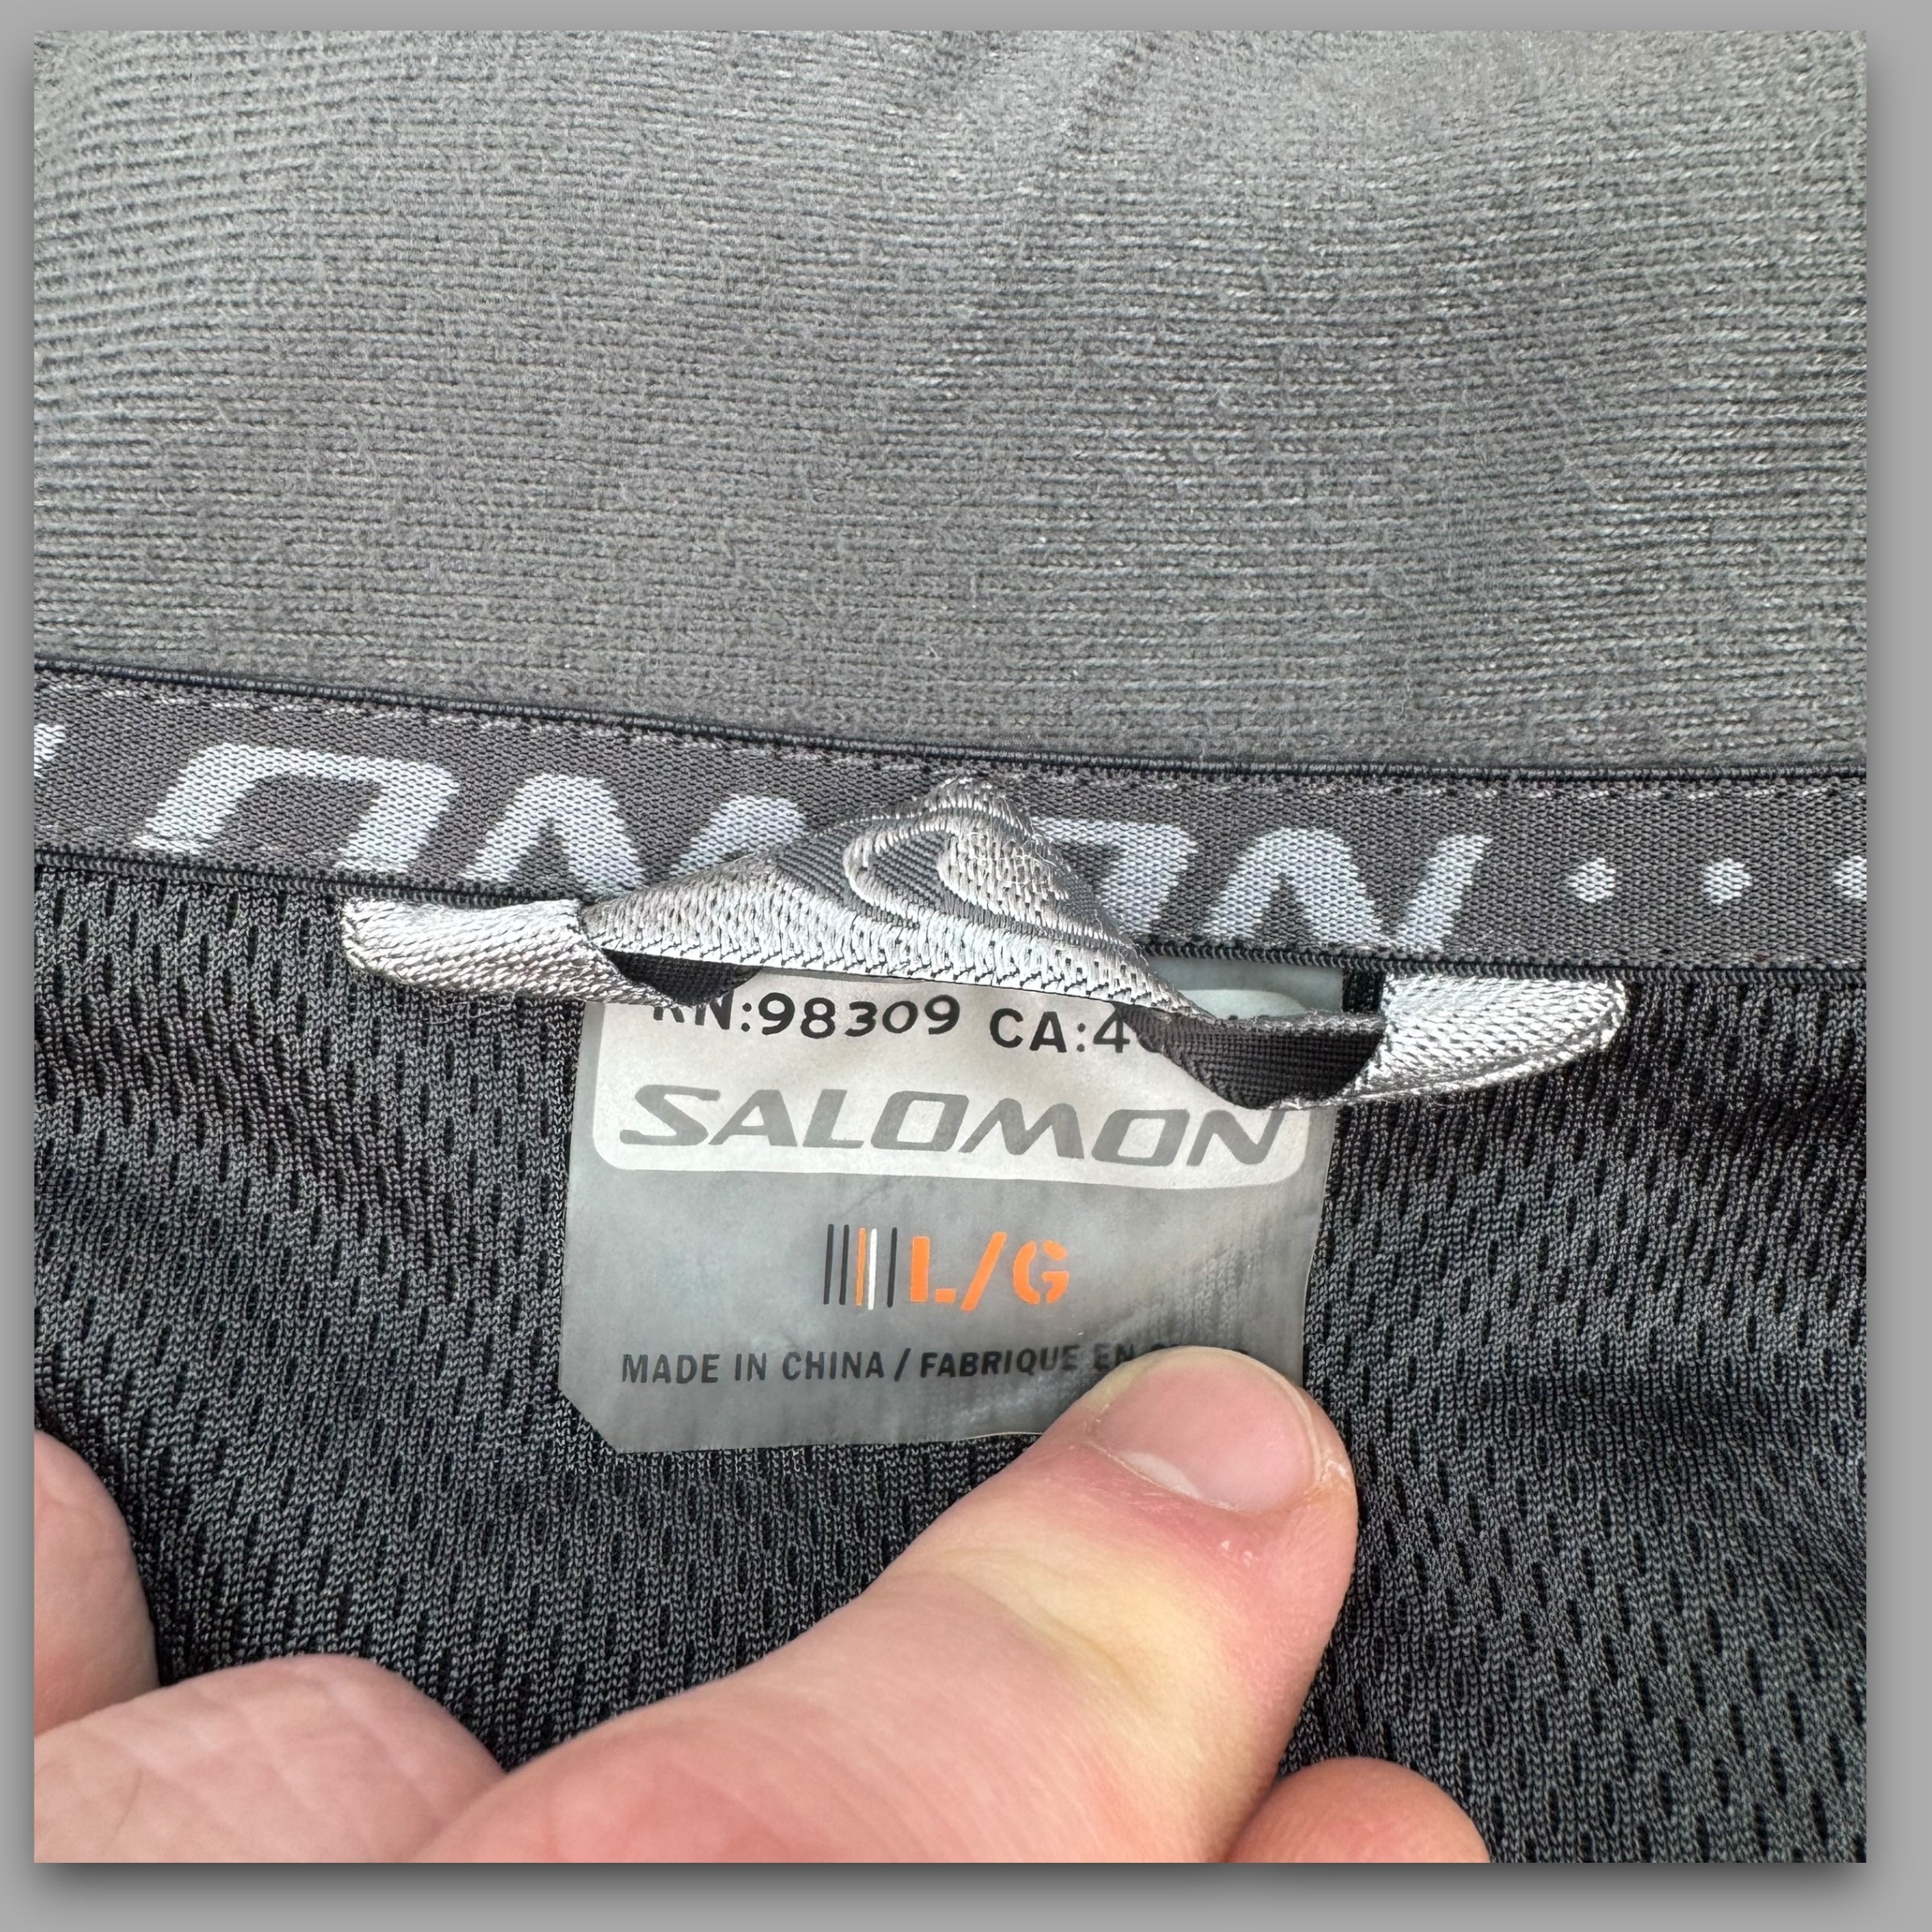 RN:98309 CA:4
SALOMON
L/G
MADE IN CHINA / FABRIQUE EN